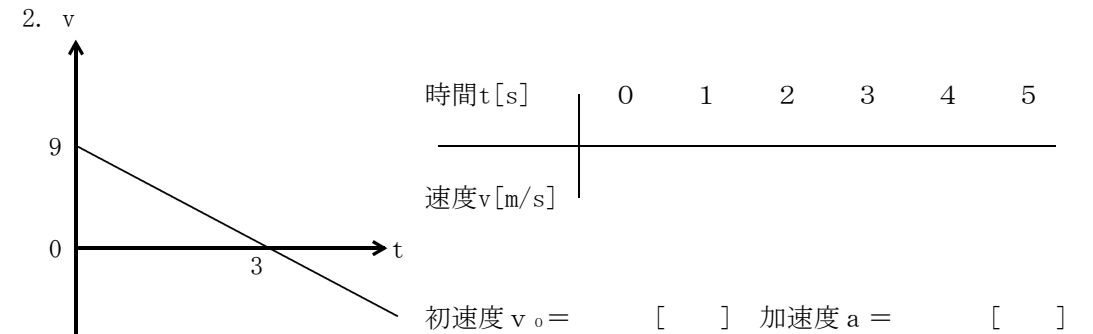 2. v
時間t[s] 0 1 2 3 4 5
9
速度v[m/s]
0 t
3
初速度v₀＝ [ ] 加速度a＝ [ ]